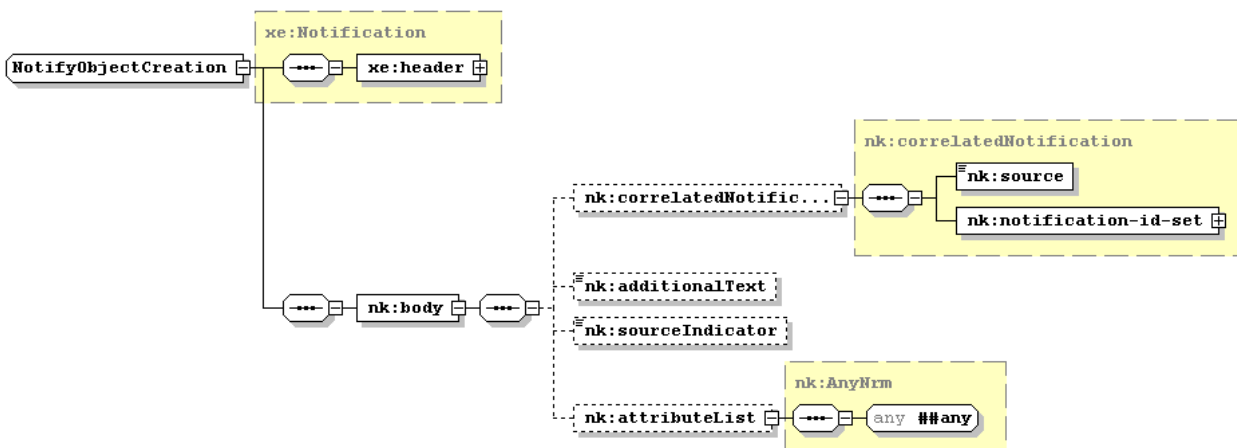 xe:Notification
NotifyObjectCreation
xe:header
nk:correlatedNotification
nk:correlatedNotific...
nk:source
nk:notification-id-set
nk:additionalText
nk:body
nk:sourceIndicator
nk:AnyNrm
nk:attributeList
any ##any